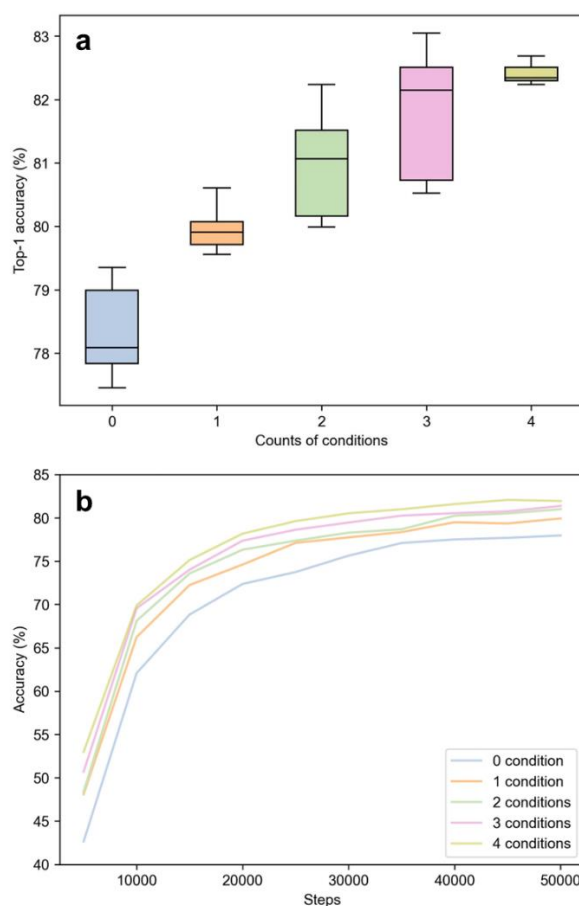 a
83
82
81
80
79
78
Top-1 accuracy (%)
0 1 2 3 4
Counts of conditions
b
85
80
75
70
65
60
55
50
45
40
Accuracy (%)
0 condition
1 condition
2 conditions
3 conditions
4 conditions
10000 20000 30000 40000 50000
Steps